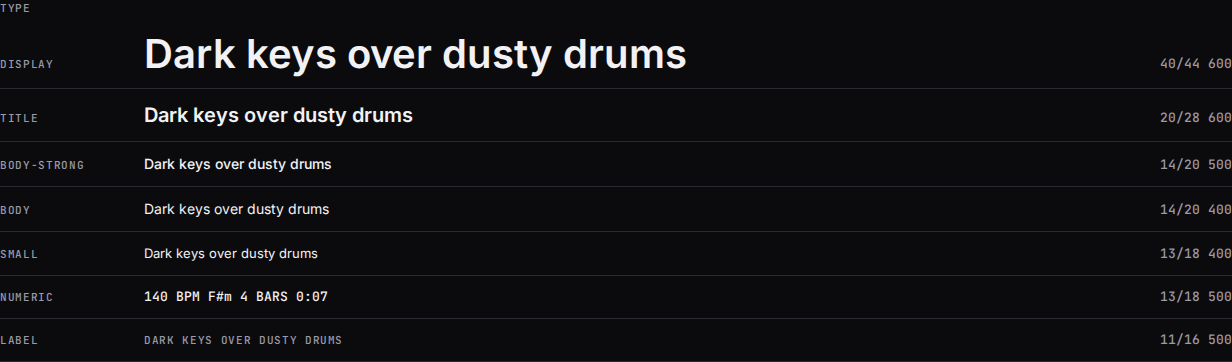 TYPE
DISPLAY Dark keys over dusty drums 40/44 600
TITLE Dark keys over dusty drums 20/28 600
BODY-STRONG Dark keys over dusty drums 14/20 500
BODY Dark keys over dusty drums 14/20 400
SMALL Dark keys over dusty drums 13/18 400
NUMERIC 140 BPM F#m 4 BARS 0:07 13/18 500
LABEL DARK KEYS OVER DUSTY DRUMS 11/16 500